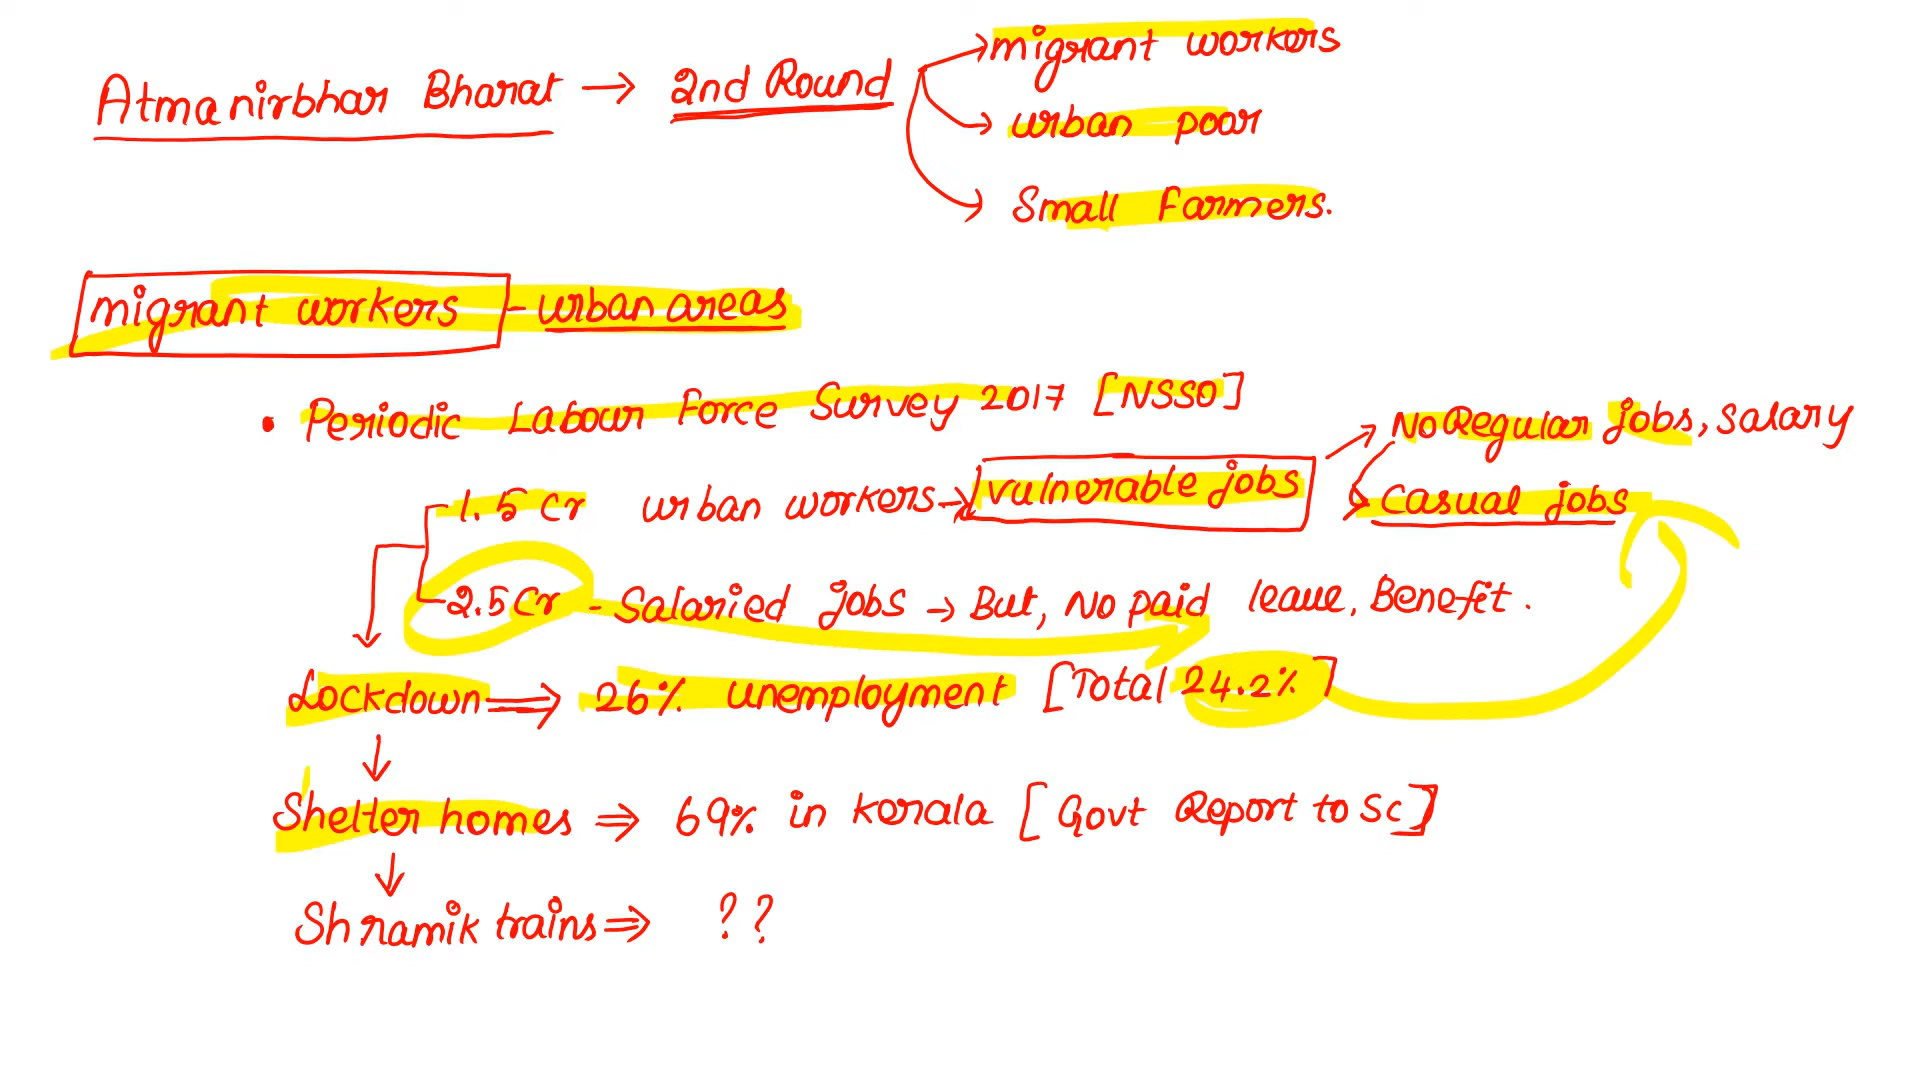 Atmanirbhar Bharat → 2nd Round
→ migrant workers
→ urban poor
→ Small Farmers.
migrant workers - urban areas
• Periodic Labour Force Survey 2017 [NSSO]
1.5 Cr urban workers → vulnerable jobs
→ No Regular jobs, Salary
→ Casual jobs
2.5 Cr - Salaried jobs → But, No paid leave, Benefit.
Lockdown ⇒ 26% unemployment [Total 24.2%]
↓
Shelter homes ⇒ 69% in Kerala [Govt Report to SC]
↓
Shramik trains ⇒ ??